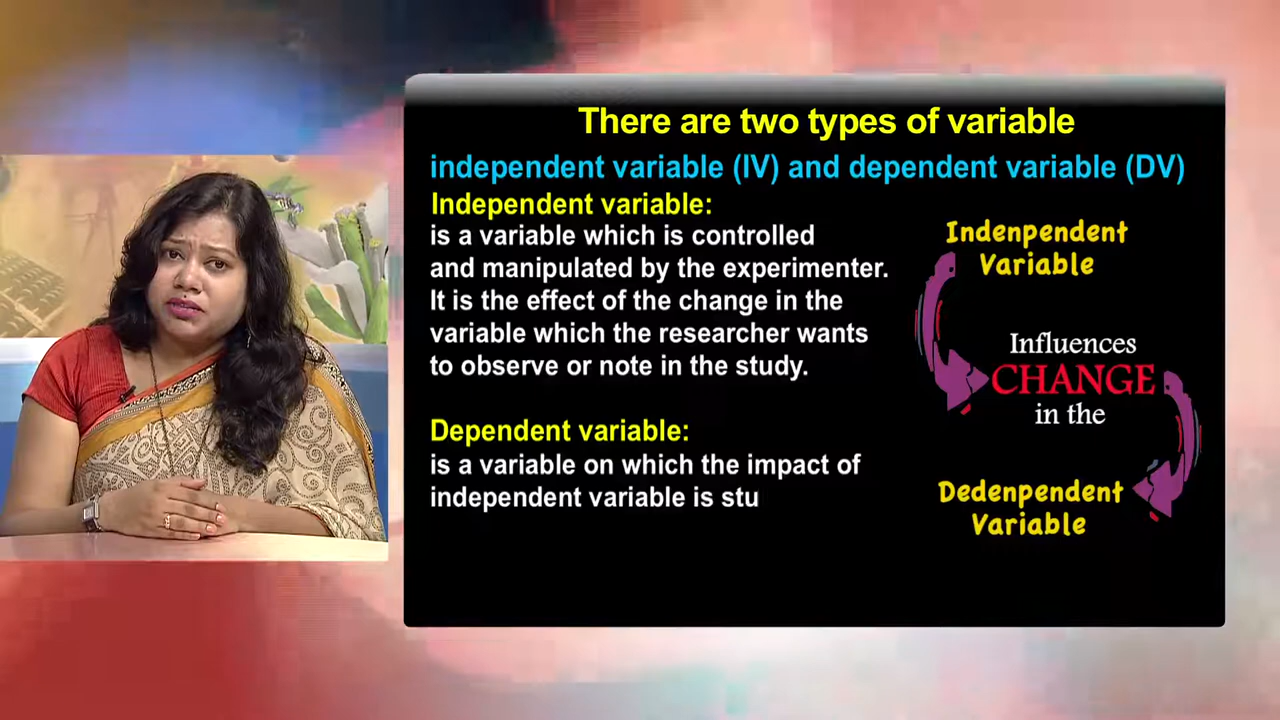 There are two types of variable
independent variable (IV) and dependent variable (DV)
Independent variable:
is a variable which is controlled
and manipulated by the experimenter.
It is the effect of the change in the
variable which the researcher wants
to observe or note in the study.
Dependent variable:
is a variable on which the impact of
independent variable is stu
Indenpendent
Variable
Influences
CHANGE
in the
Dedenpendent
Variable